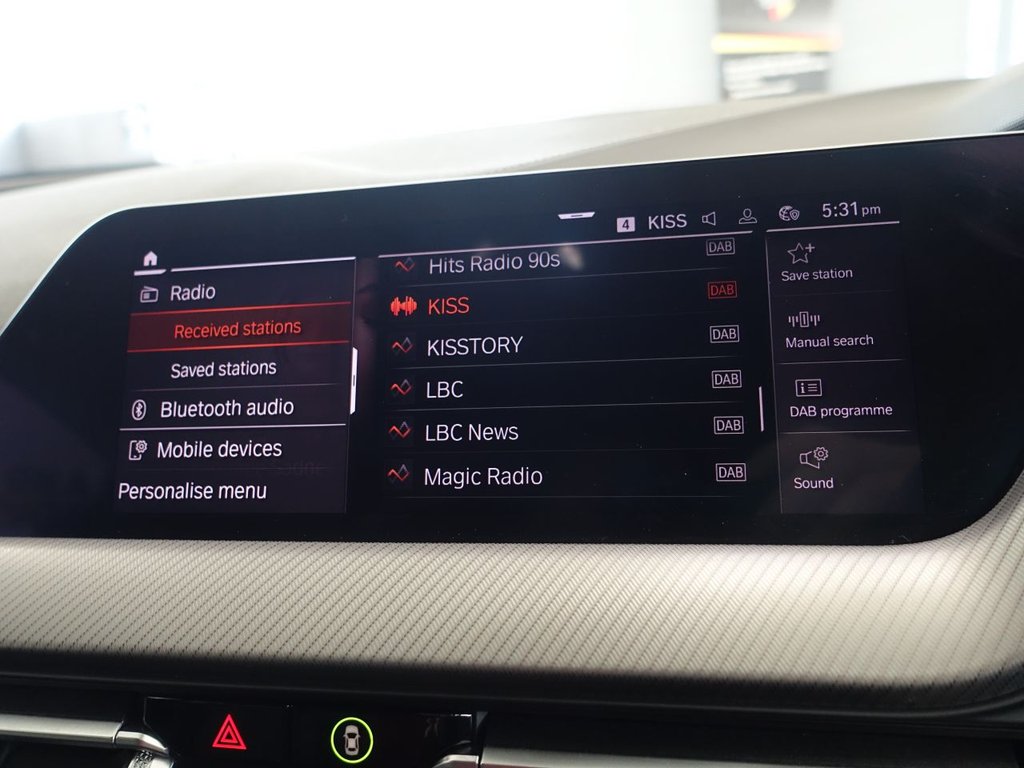 4 KISS 5:31 pm
Radio
Received stations
Saved stations
Bluetooth audio
Mobile devices
Personalise menu
Hits Radio 90s DAB
KISS DAB
KISSTORY DAB
LBC DAB
LBC News DAB
Magic Radio DAB
Save station
Manual search
DAB programme
Sound